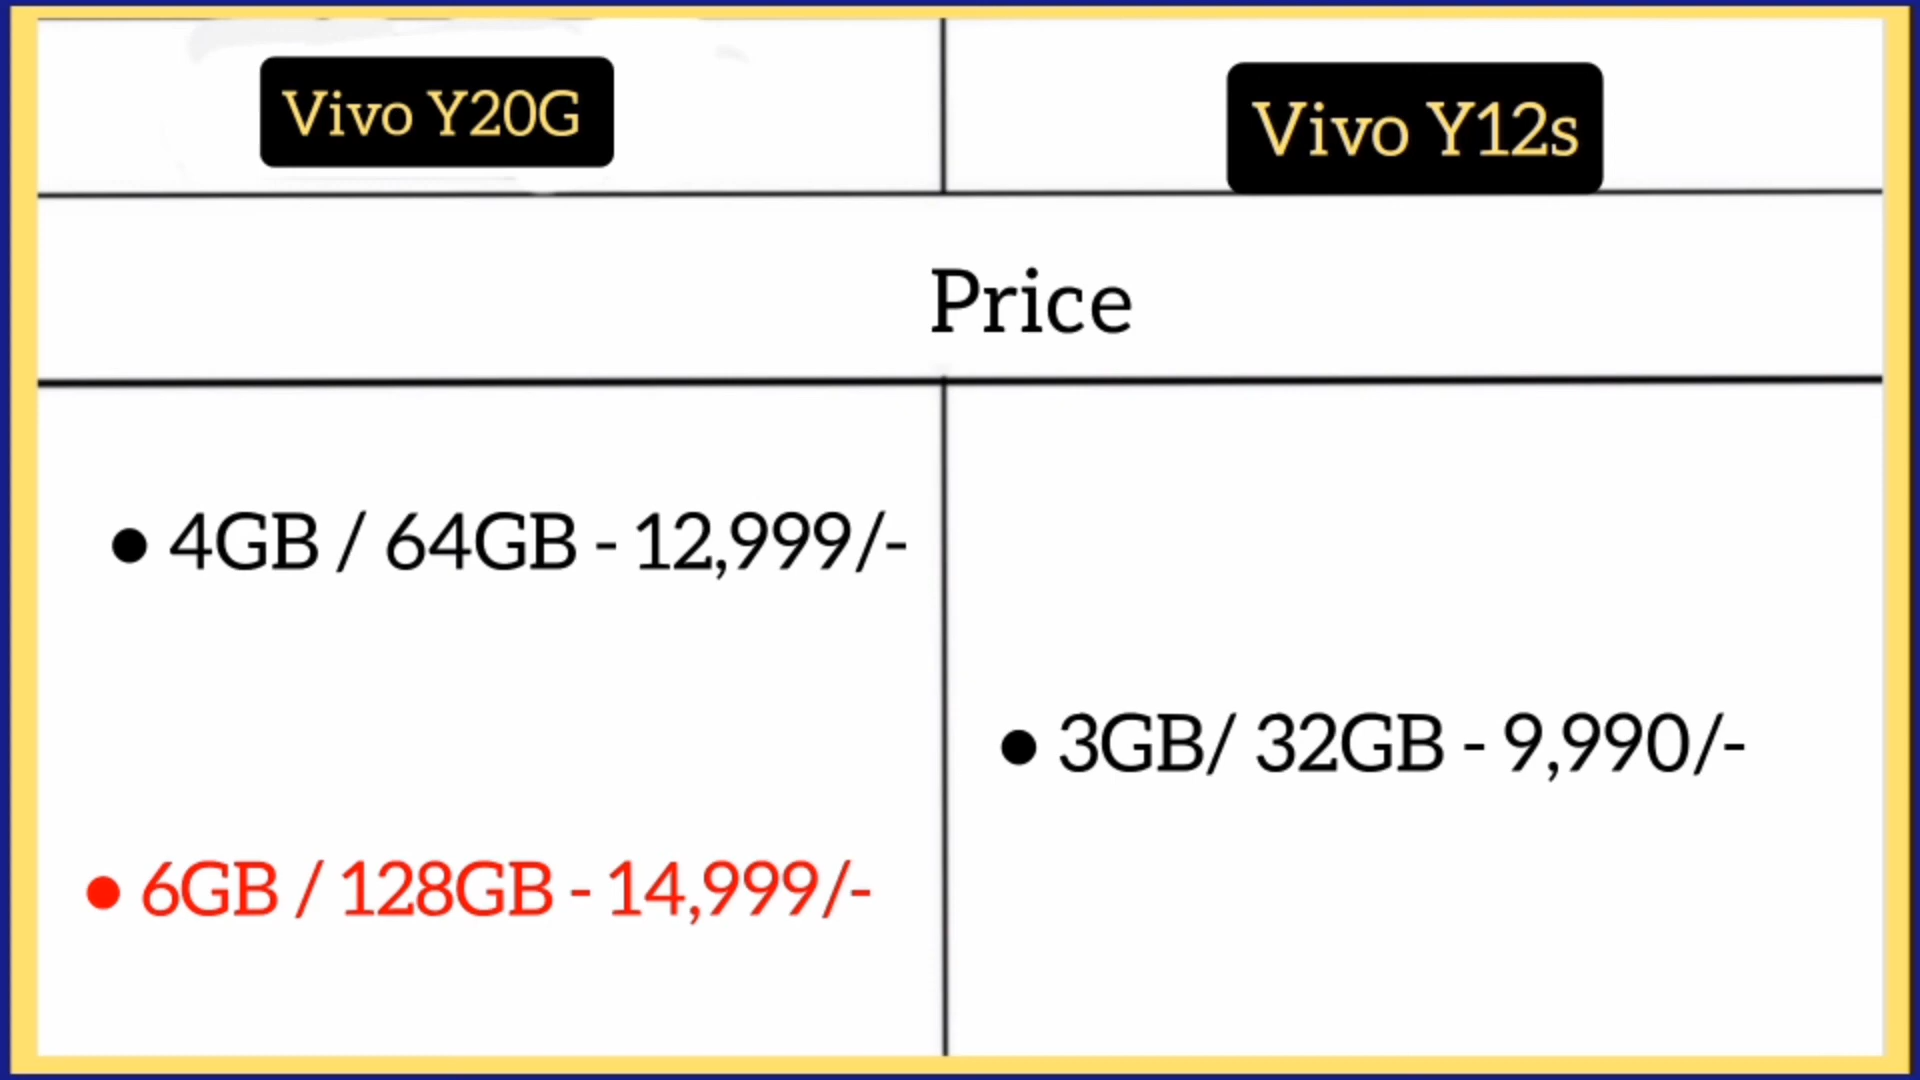 Vivo Y20G
Vivo Y12s
Price
● 4GB / 64GB - 12,999/-
● 3GB/ 32GB - 9,990/-
● 6GB / 128GB - 14,999/-